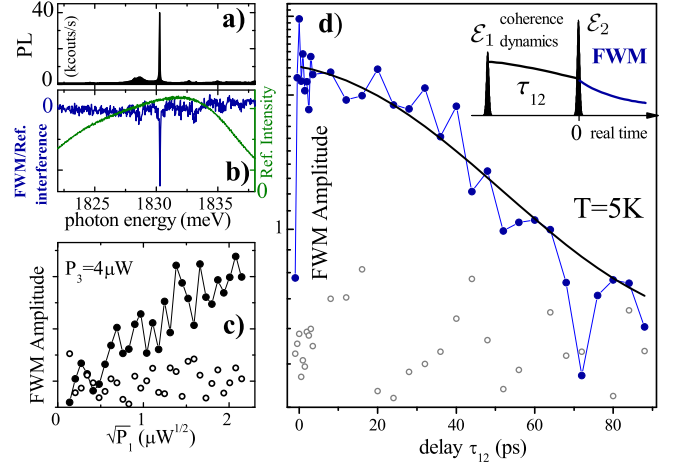 a)
PL
(kcouts/s)
40
0
b)
FWM/Ref.
interference
0
Ref. Intensity
0
1825 1830 1835
photon energy (meV)
c)
P₃=4μW
FWM Amplitude
0 1 2
√P₁ (μW^1/2)
d)
ℰ₁
coherence
dynamics
ℰ₂
FWM
τ₁₂
0 real time
FWM Amplitude
1
T=5K
0 20 40 60 80
delay τ₁₂ (ps)